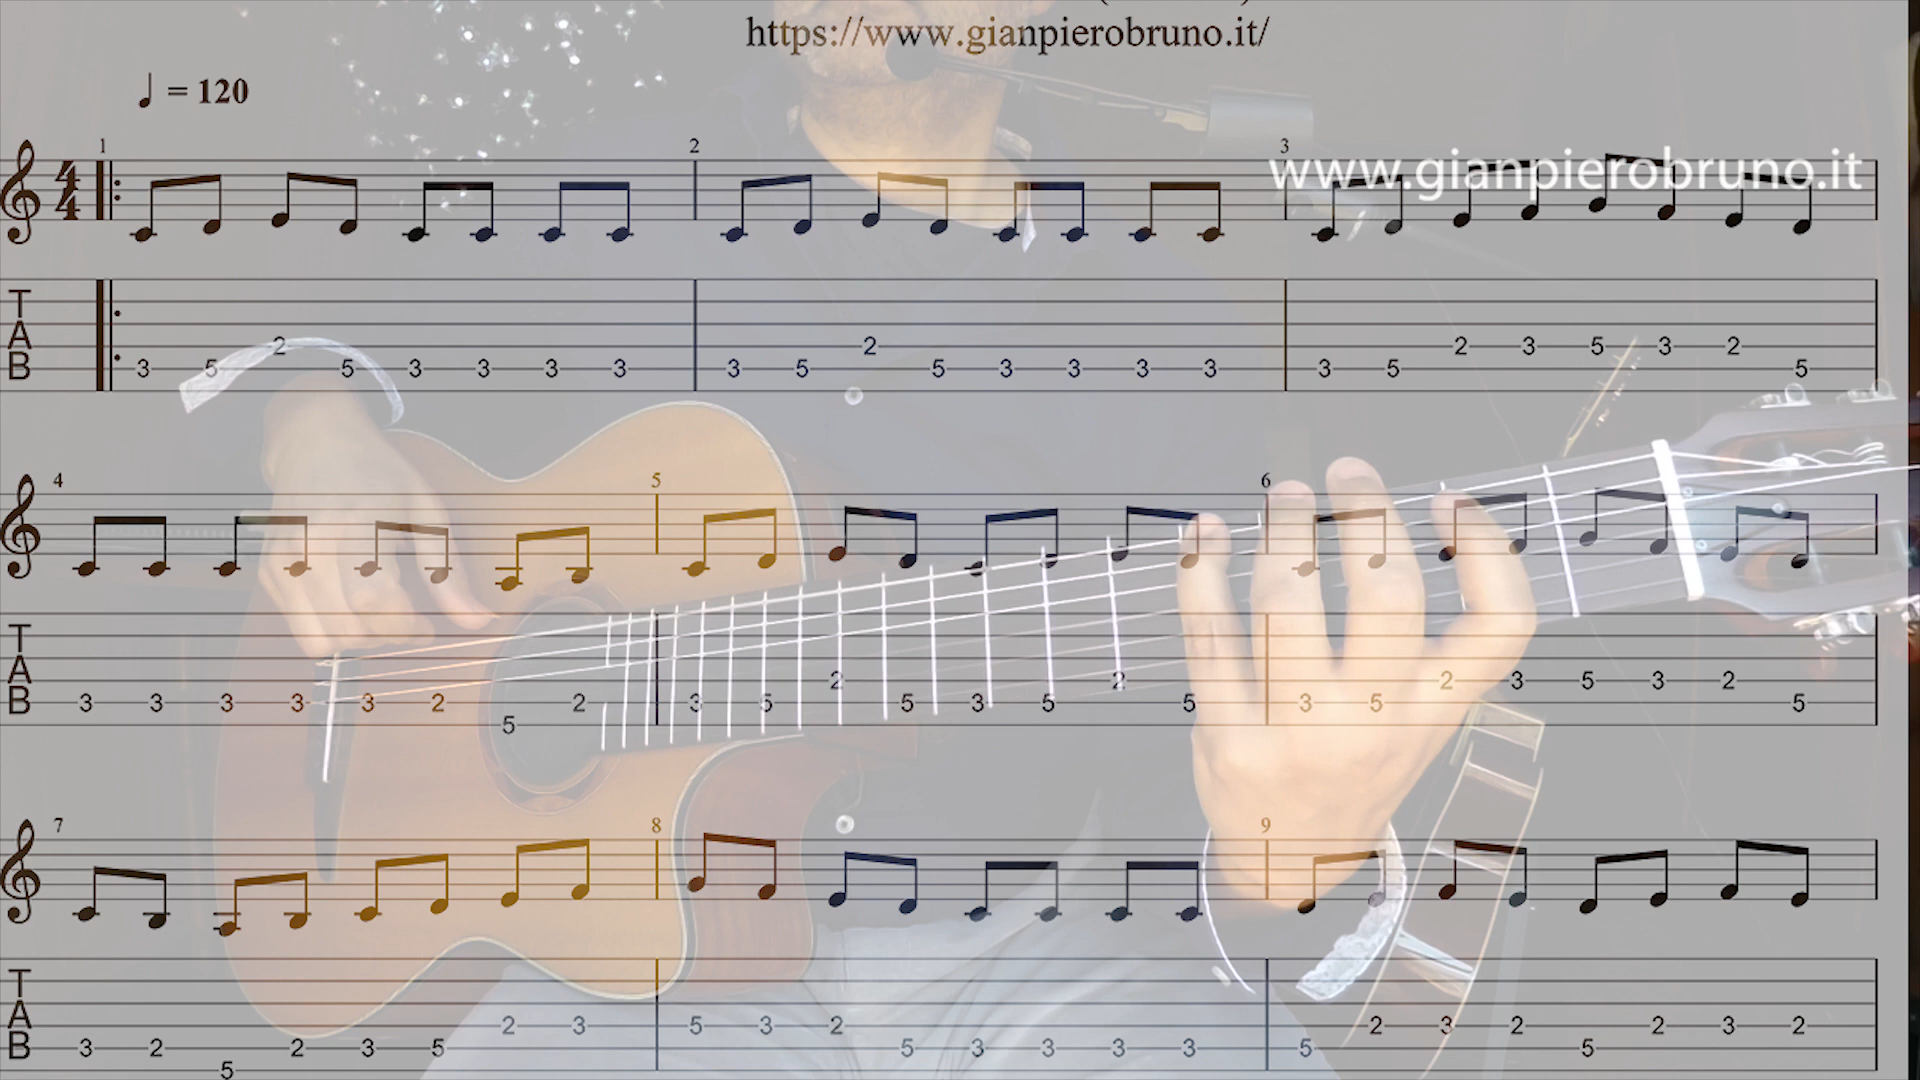 https://www.gianpierobruno.it/
♩ = 120
1 2 3
www.gianpierobruno.it
4
4
T
A
B
3 5 2 5 3 3 3 3 3 5 2 5 3 3 3 3 3 5 2 3 5 3 2 5
4 5 6
T
A
B
3 3 3 3 3 2 5 2 3 5 2 5 3 5 2 5 3 5 2 3 5 3 2 5
7 8 9
T
A
B
3 2 5 2 3 5 2 3 5 3 2 5 3 3 3 3 5 2 3 2 5 2 3 2